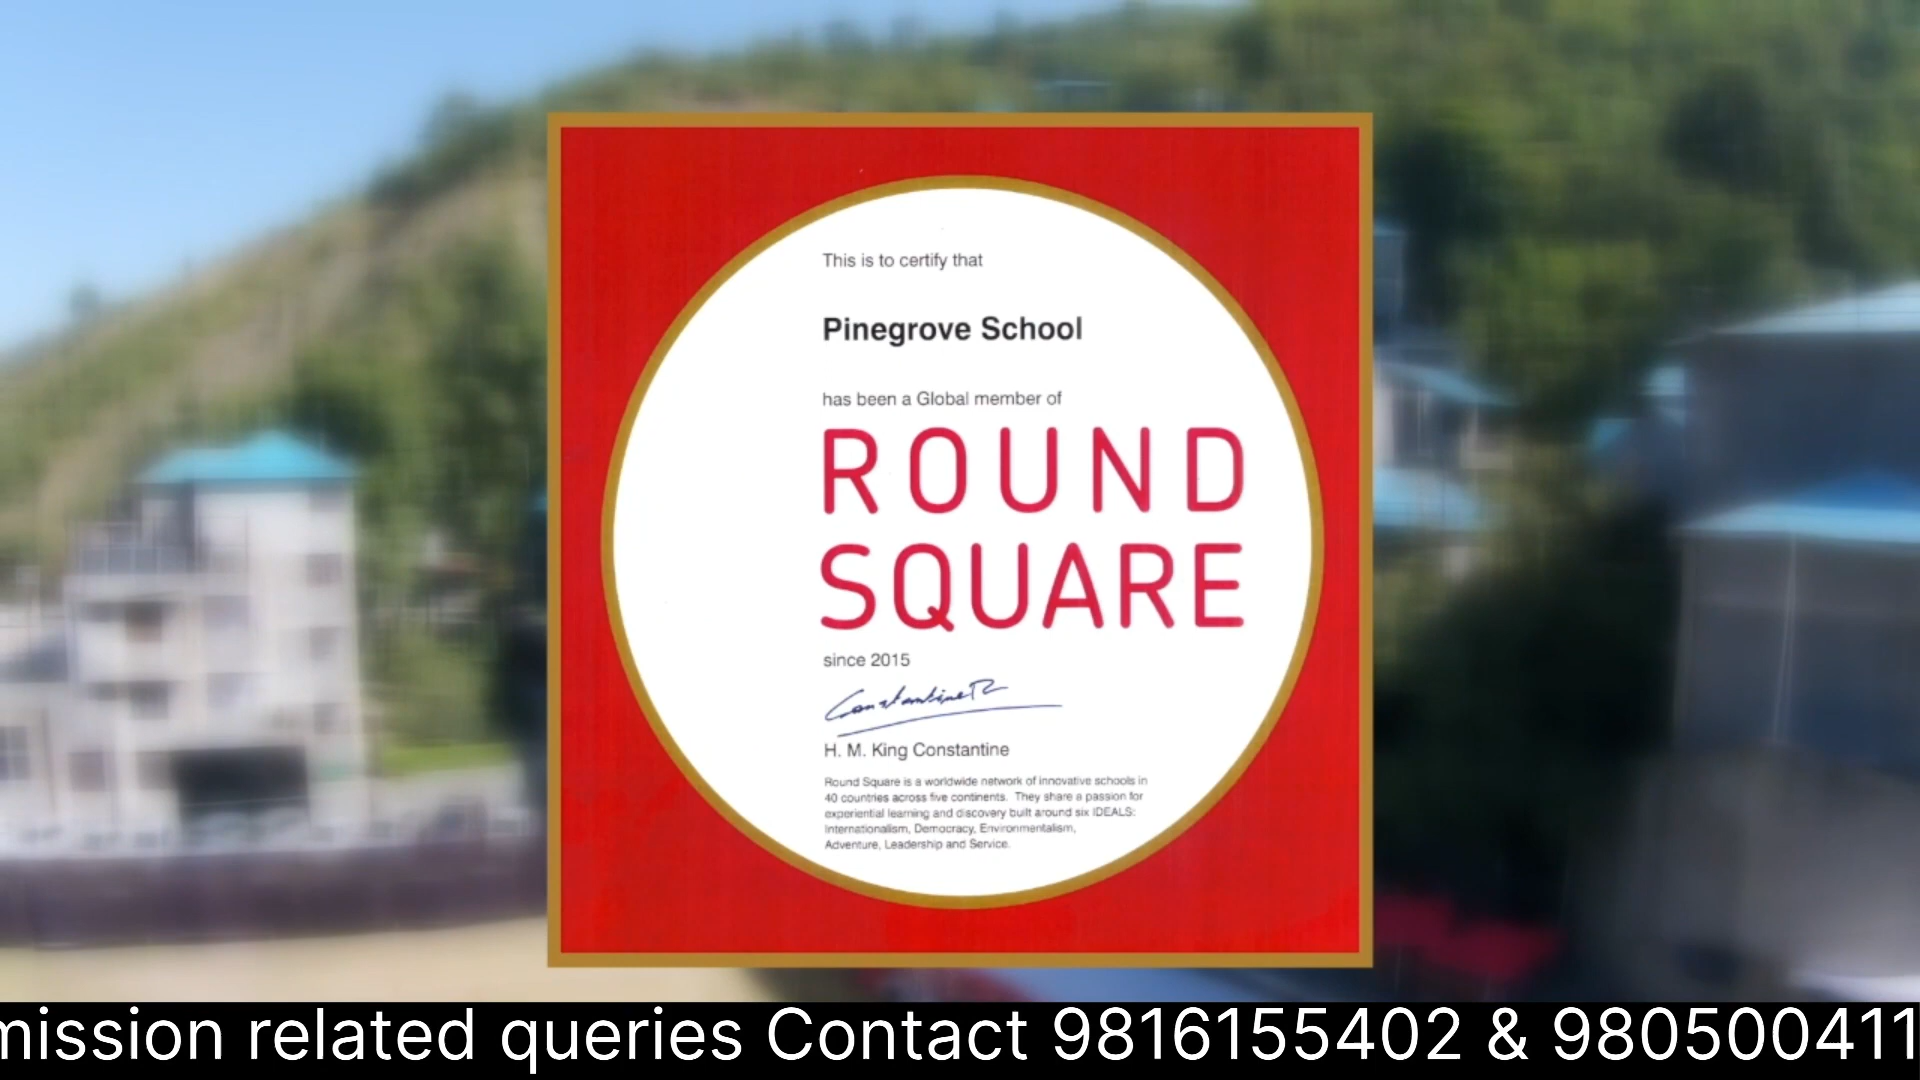 This is to certify that
Pinegrove School
has been a Global member of
ROUND
SQUARE
since 2015
H. M. King Constantine
Round Square is a worldwide network of innovative schools in
40 countries across five continents. They share a passion for
experiential learning and discovery built around six IDEALS:
Internationalism, Democracy, Environmentalism,
Adventure, Leadership and Service.
mission related queries Contact 9816155402 & 980500411